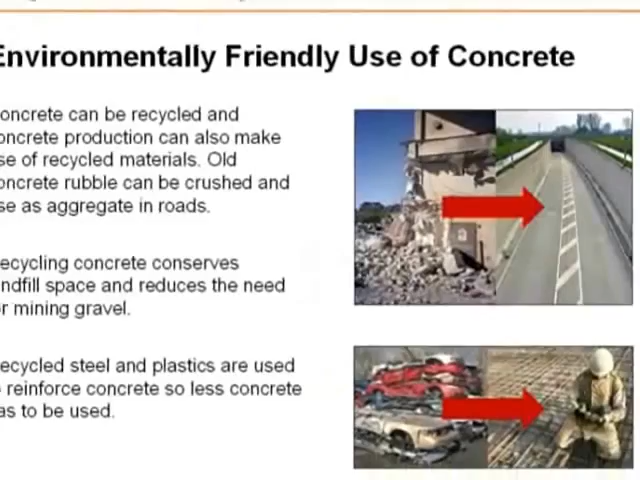 Environmentally Friendly Use of Concrete
oncrete can be recycled and
oncrete production can also make
se of recycled materials. Old
oncrete rubble can be crushed and
se as aggregate in roads.
ecycling concrete conserves
ndfill space and reduces the need
r mining gravel.
ecycled steel and plastics are used
reinforce concrete so less concrete
as to be used.